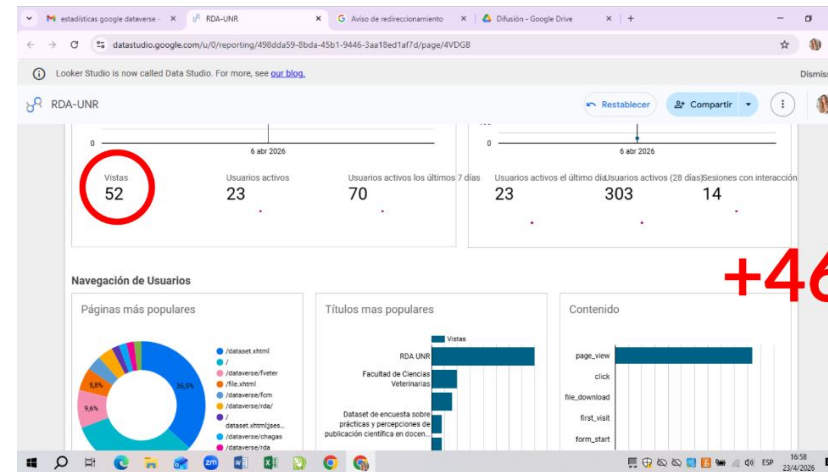 estadísticas google dataverse -
RDA-UNR
Aviso de redireccionamiento
Difusión - Google Drive
datastudio.google.com/u/0/reporting/498dda59-8bda-45b1-9446-3aa18ed1af7d/page/4VDGB
Looker Studio is now called Data Studio. For more, see our blog.
Dismiss
RDA-UNR
Restablecer
Compartir
0
6 abr 2026
0
6 abr 2026
Vistas
52
Usuarios activos
23
Usuarios activos los últimos 7 días
70
Usuarios activos el último día
23
Usuarios activos (28 días)
303
Sesiones con interacción
14
+46
Navegación de Usuarios
Páginas más populares
5,8%
9,6%
36,5%
/dataset.xhtml
/
/dataverse/fveter
/file.xhtml
/dataverse/fcm
/dataverse/rda/
/
dataset.xhtml;jses...
/dataverse/chagas
/dataverse/rda
Títulos mas populares
Vistas
RDA UNR
Facultad de Ciencias
Veterinarias
Dataset de encuesta sobre
prácticas y percepciones de
publicación científica en docen...
Contenido
page_view
click
file_download
first_visit
form_start
ESP
16:58
23/4/2026